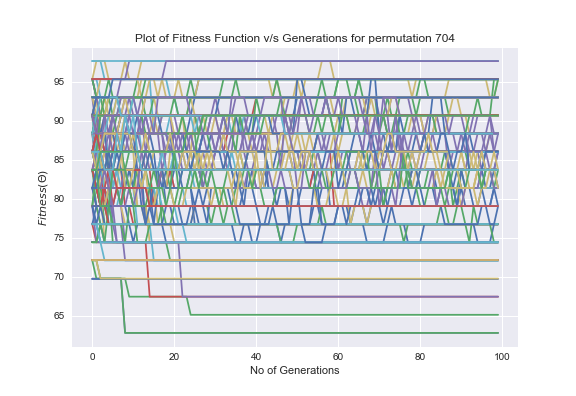 Plot of Fitness Function v/s Generations for permutation 704
95
90
85
80
75
70
65
Fitness(Θ)
0 20 40 60 80 100
No of Generations